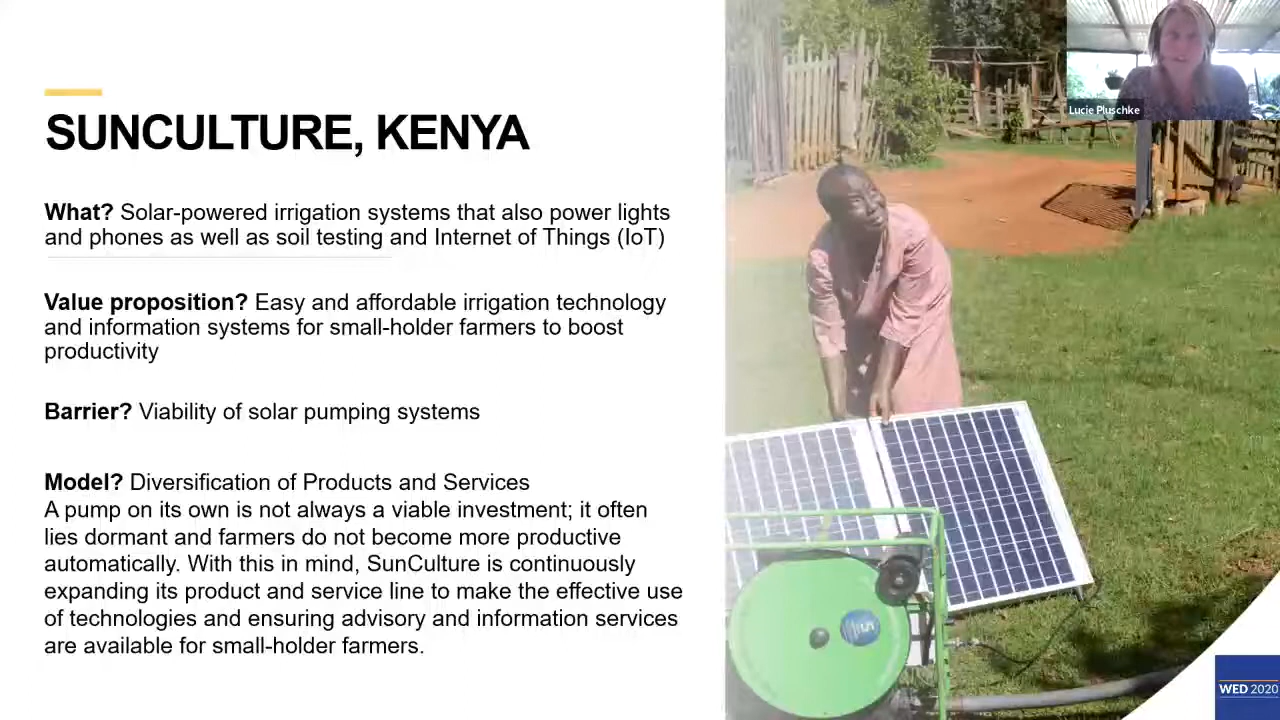 Lucie Pluschke
SUNCULTURE, KENYA
What? Solar-powered irrigation systems that also power lights
and phones as well as soil testing and Internet of Things (IoT)
Value proposition? Easy and affordable irrigation technology
and information systems for small-holder farmers to boost
productivity
Barrier? Viability of solar pumping systems
Model? Diversification of Products and Services
A pump on its own is not always a viable investment; it often
lies dormant and farmers do not become more productive
automatically. With this in mind, SunCulture is continuously
expanding its product and service line to make the effective use
of technologies and ensuring advisory and information services
are available for small-holder farmers.
WED 2020